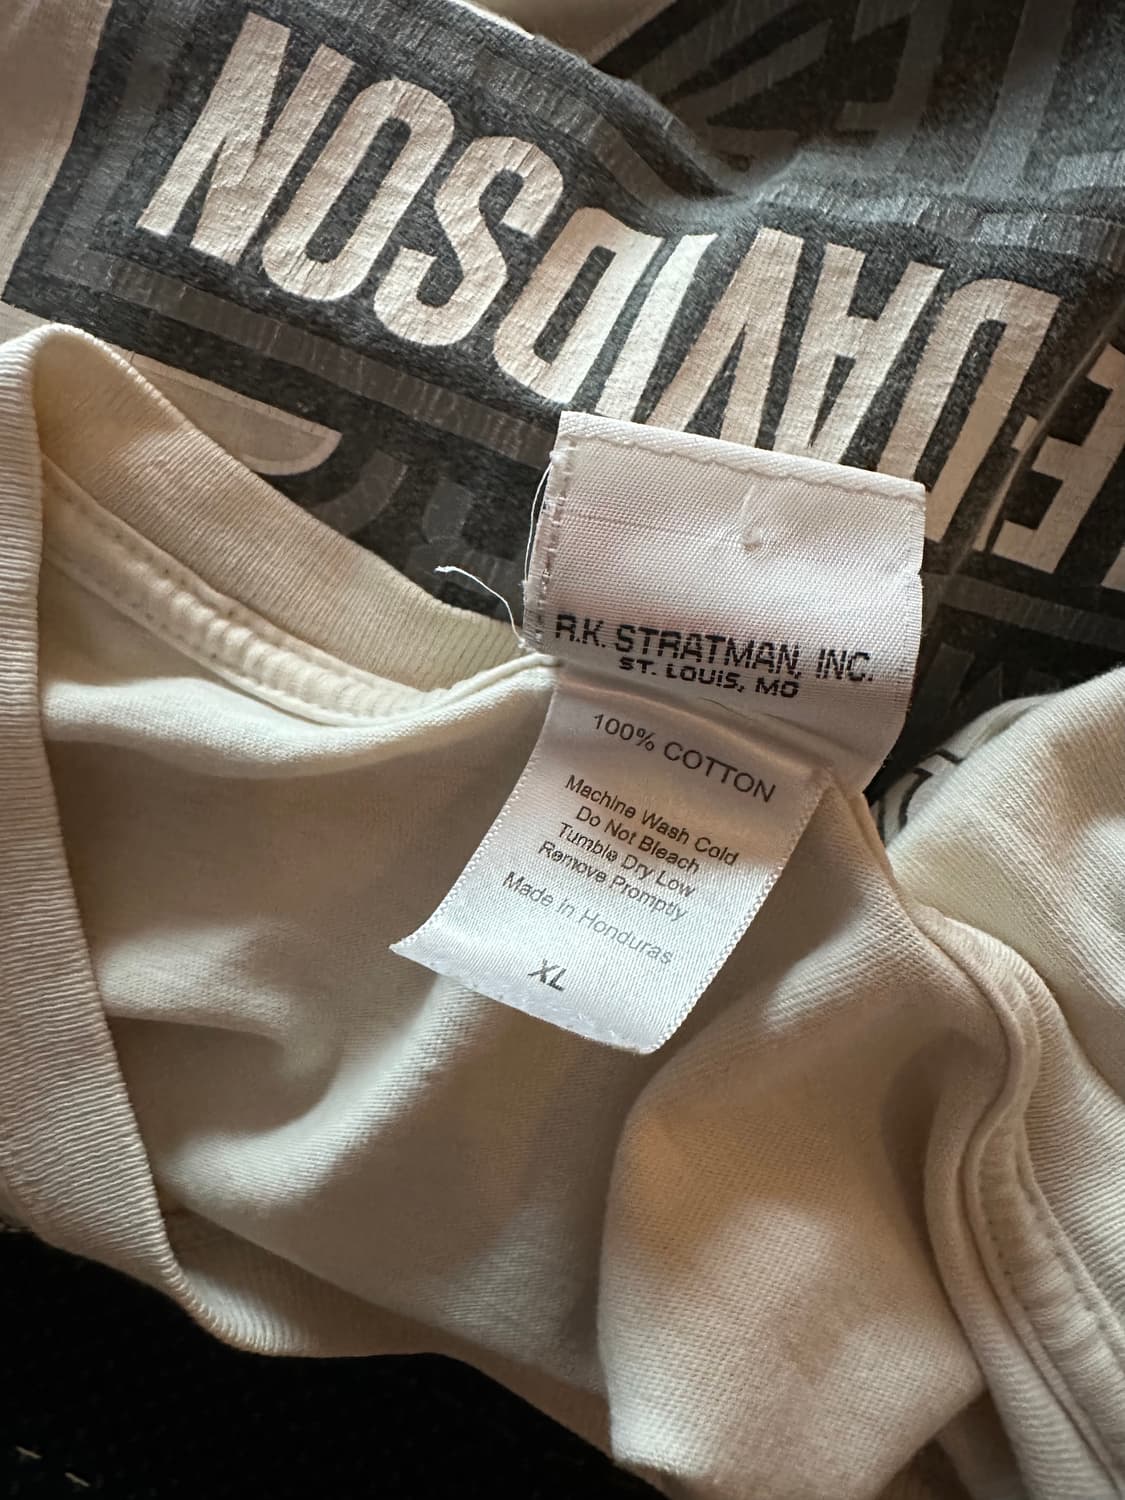 DAVIDSON
R.K. STRATMAN, INC.
ST. LOUIS, MO
100% COTTON
Machine Wash Cold
Do Not Bleach
Tumble Dry Low
Remove Promptly
Made in Honduras
XL